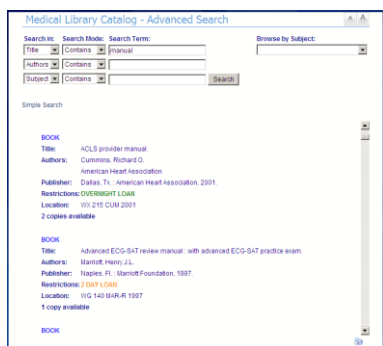 Medical Library Catalog - Advanced Search
A A
Search in: Search Mode: Search Term: Browse by Subject:
Title Contains manual
Authors Contains
Subject Contains Search
Simple Search
BOOK
Title: ACLS provider manual.
Authors: Cummins, Richard O.
American Heart Association.
Publisher: Dallas, Tx. : American Heart Association, 2001.
Restrictions: OVERNIGHT LOAN
Location: WX 215 CUM 2001
2 copies available
BOOK
Title: Advanced ECG-SAT review manual : with advanced ECG-SAT practice exam.
Authors: Marriott, Henry J.L.
Publisher: Naples, Fl. : Marriott Foundation, 1997.
Restrictions: 2 DAY LOAN
Location: WG 140 MAR-R 1997
1 copy available
BOOK